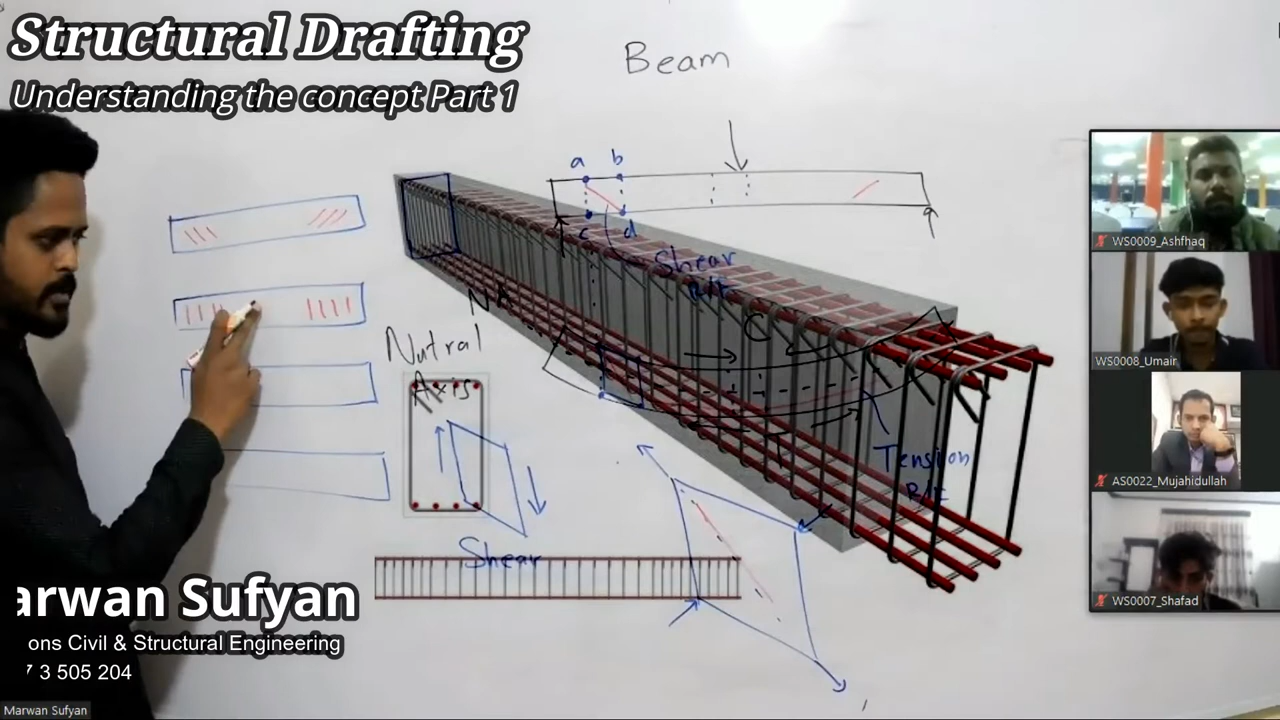 Structural Drafting
Understanding the concept Part 1
Beam
a b
c d
Shear
R/F
NA
C
Nutral
Axis
Tension
R/F
Shear
arwan Sufyan
ons Civil & Structural Engineering
7 3 505 204
Marwan Sufyan
WS0009_Ashfhaq
WS0008_Umair
AS0022_Mujahidullah
WS0007_Shafad